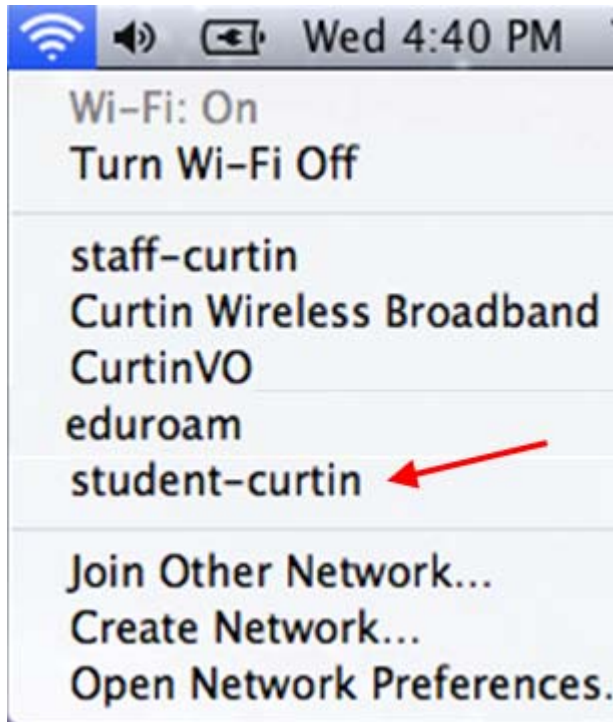 Wed 4:40 PM
Wi-Fi: On
Turn Wi-Fi Off
staff-curtin
Curtin Wireless Broadband
CurtinVO
eduroam
student-curtin
Join Other Network...
Create Network...
Open Network Preferences.